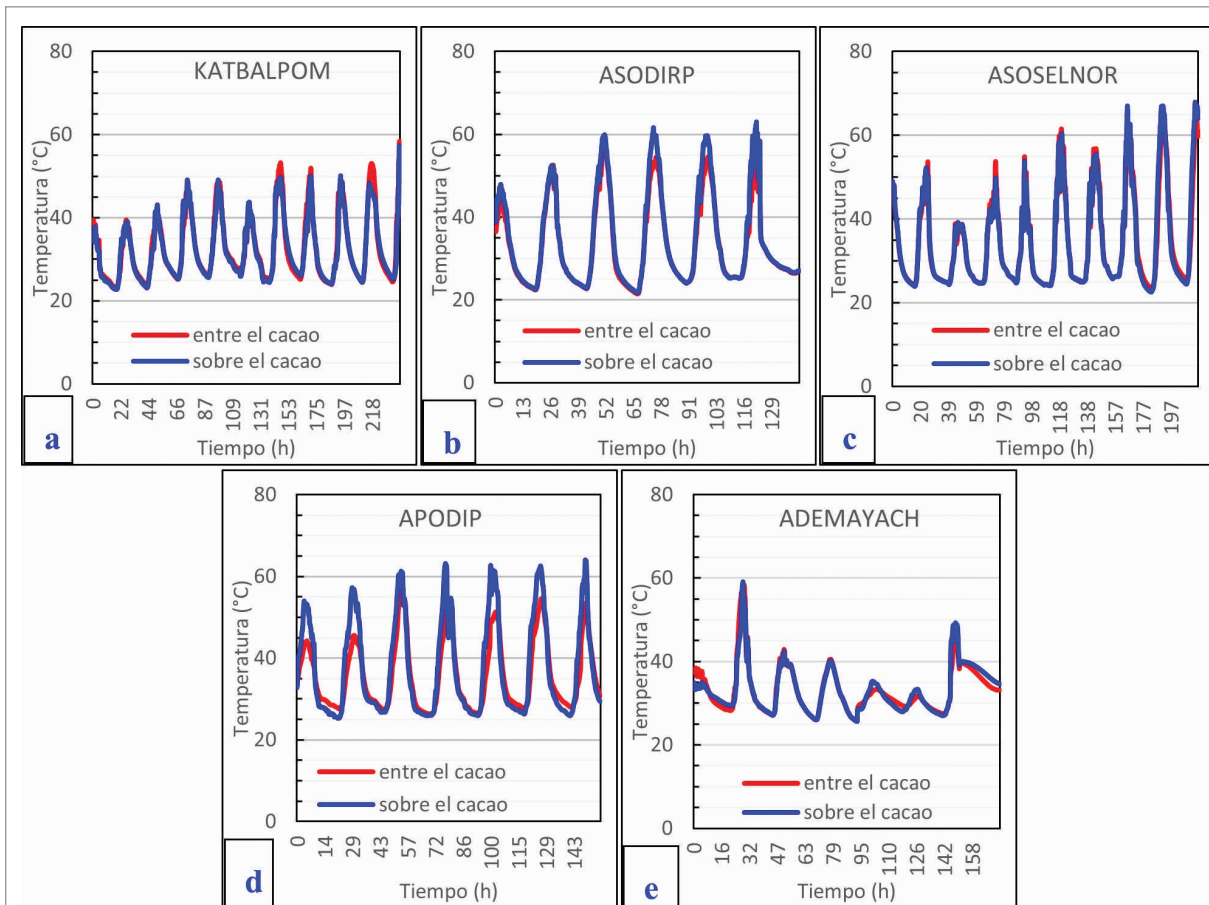 KATBALPOM
80
60
40
20
0
Temperatura (°C)
entre el cacao
sobre el cacao
0 22 44 66 87 109 131 153 175 197 218
Tiempo (h)
a
ASODIRP
80
60
40
20
0
Temperatura (°C)
entre el cacao
sobre el cacao
0 13 26 39 52 65 78 91 103 116 129
Tiempo (h)
b
ASOSELNOR
80
60
40
20
0
Temperatura (°C)
entre el cacao
sobre el cacao
0 20 39 59 79 98 118 138 157 177 197
Tiempo (h)
c
APODIP
80
60
40
20
0
Temperatura (°C)
entre el cacao
sobre el cacao
0 14 29 43 57 72 86 100 115 129 143
Tiempo (h)
d
ADEMAYACH
80
60
40
20
0
Temperatura (°C)
entre el cacao
sobre el cacao
0 16 32 47 63 79 95 110 126 142 158
Tiempo (h)
e